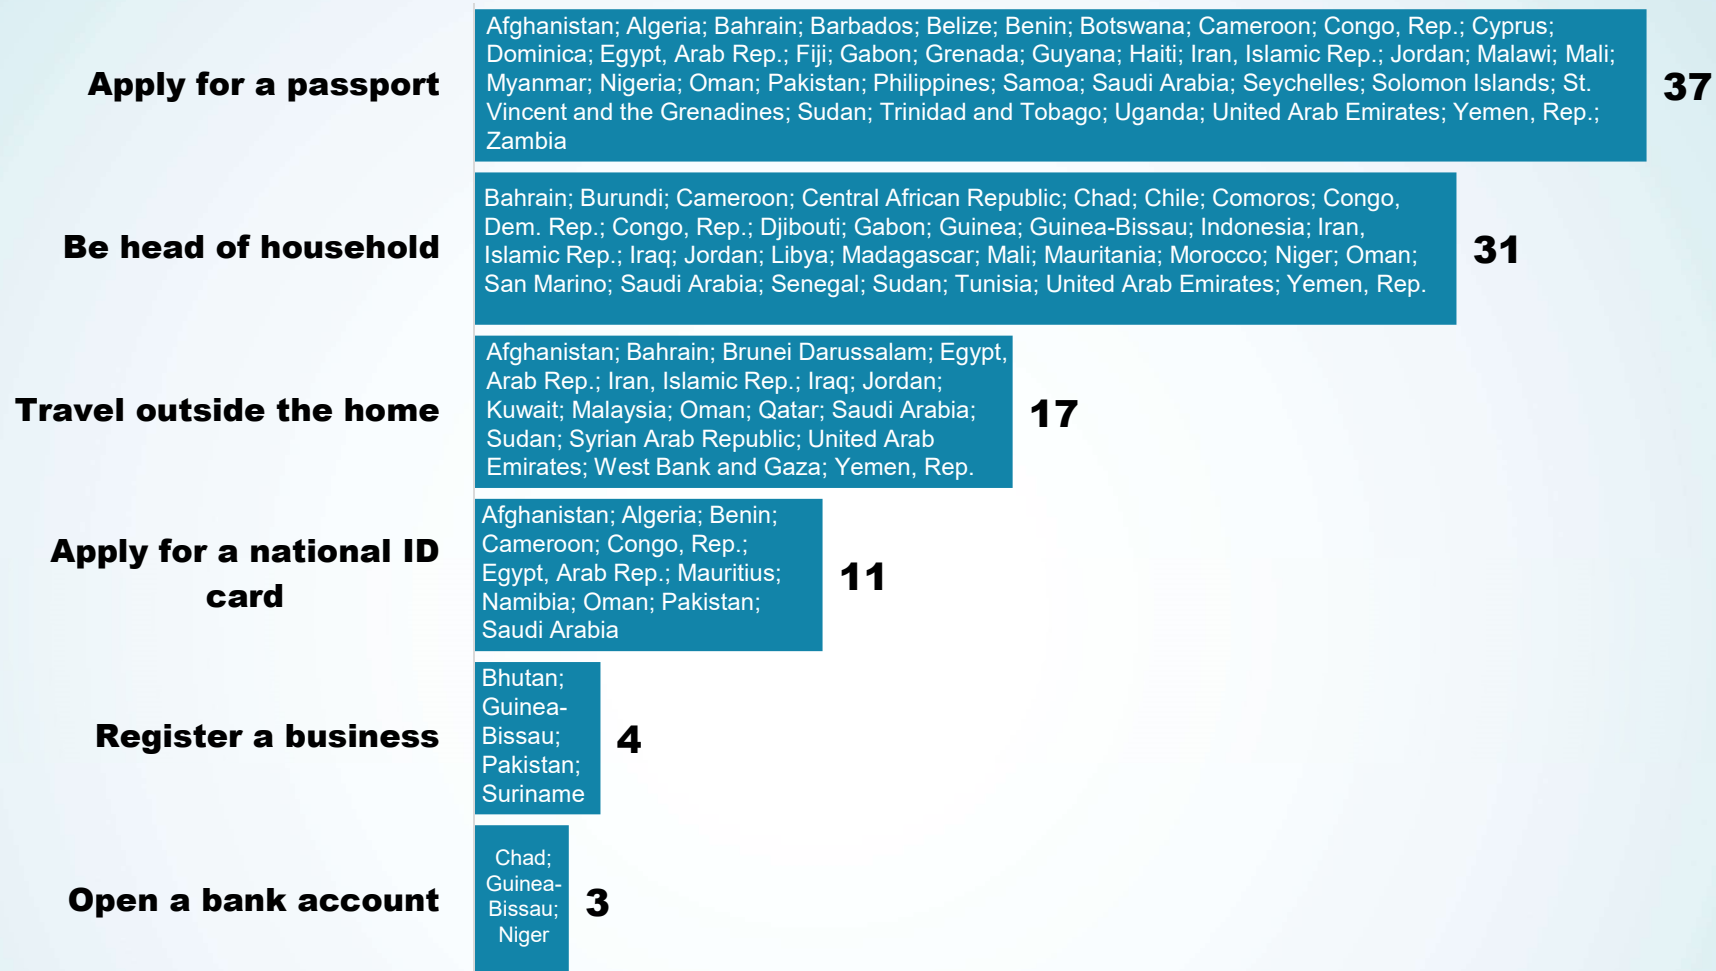 Apply for a passport
Afghanistan; Algeria; Bahrain; Barbados; Belize; Benin; Botswana; Cameroon; Congo, Rep.; Cyprus;
Dominica; Egypt, Arab Rep.; Fiji; Gabon; Grenada; Guyana; Haiti; Iran, Islamic Rep.; Jordan; Malawi; Mali;
Myanmar; Nigeria; Oman; Pakistan; Philippines; Samoa; Saudi Arabia; Seychelles; Solomon Islands; St.
Vincent and the Grenadines; Sudan; Trinidad and Tobago; Uganda; United Arab Emirates; Yemen, Rep.;
Zambia
37
Be head of household
Bahrain; Burundi; Cameroon; Central African Republic; Chad; Chile; Comoros; Congo,
Dem. Rep.; Congo, Rep.; Djibouti; Gabon; Guinea; Guinea-Bissau; Indonesia; Iran,
Islamic Rep.; Iraq; Jordan; Libya; Madagascar; Mali; Mauritania; Morocco; Niger; Oman;
San Marino; Saudi Arabia; Senegal; Sudan; Tunisia; United Arab Emirates; Yemen, Rep.
31
Travel outside the home
Afghanistan; Bahrain; Brunei Darussalam; Egypt,
Arab Rep.; Iran, Islamic Rep.; Iraq; Jordan;
Kuwait; Malaysia; Oman; Qatar; Saudi Arabia;
Sudan; Syrian Arab Republic; United Arab
Emirates; West Bank and Gaza; Yemen, Rep.
17
Apply for a national ID
card
Afghanistan; Algeria; Benin;
Cameroon; Congo, Rep.;
Egypt, Arab Rep.; Mauritius;
Namibia; Oman; Pakistan;
Saudi Arabia
11
Register a business
Bhutan;
Guinea-
Bissau;
Pakistan;
Suriname
4
Open a bank account
Chad;
Guinea-
Bissau;
Niger
3